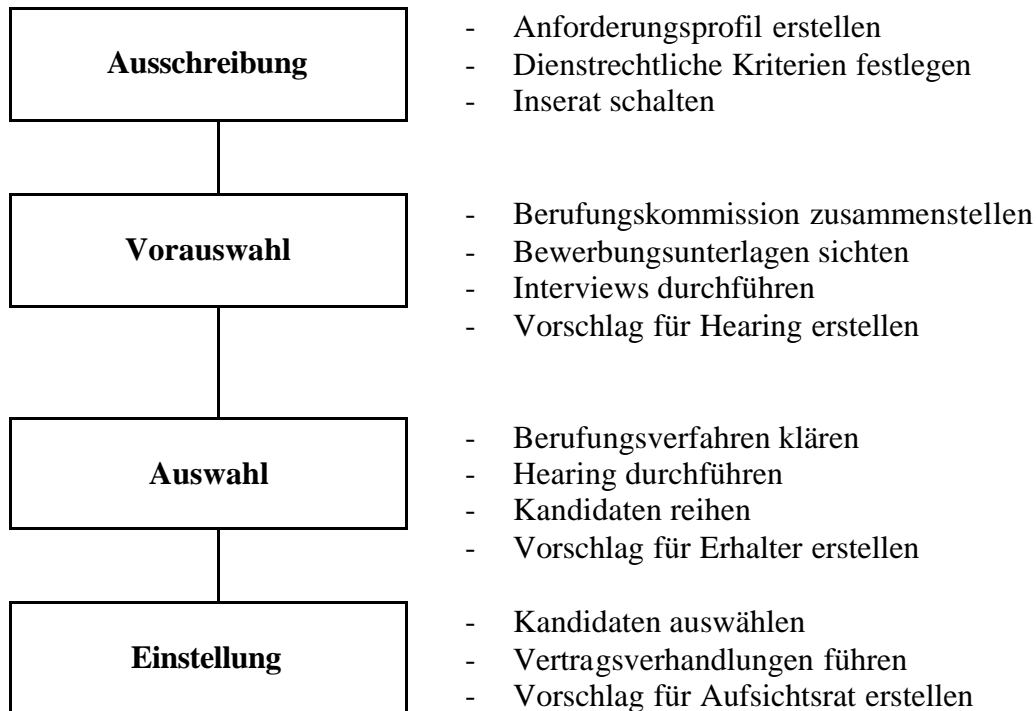 Ausschreibung
- Anforderungsprofil erstellen
- Dienstrechtliche Kriterien festlegen
- Inserat schalten
Vorauswahl
- Berufungskommission zusammenstellen
- Bewerbungsunterlagen sichten
- Interviews durchführen
- Vorschlag für Hearing erstellen
Auswahl
- Berufungsverfahren klären
- Hearing durchführen
- Kandidaten reihen
- Vorschlag für Erhalter erstellen
Einstellung
- Kandidaten auswählen
- Vertragsverhandlungen führen
- Vorschlag für Aufsichtsrat erstellen